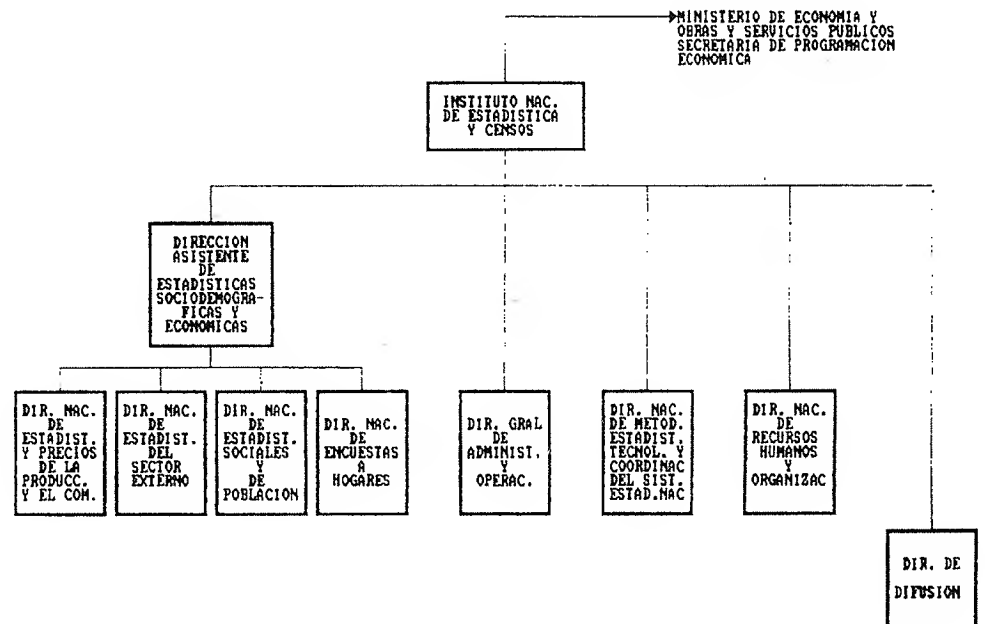 MINISTERIO DE ECONOMIA Y
OBRAS Y SERVICIOS PUBLICOS
SECRETARIA DE PROGRAMACION
ECONOMICA
INSTITUTO NAC.
DE ESTADISTICA
Y CENSOS
DIRECCION
ASISTENTE
DE
ESTADISTICAS
SOCIODEMOGRA-
FICAS Y
ECONOMICAS
DIR. NAC.
DE
ESTADIST.
Y PRECIOS
DE LA
PRODUCC.
Y EL COM.
DIR. NAC.
DE
ESTADIST.
DEL
SECTOR
EXTERNO
DIR. NAC.
DE
ESTADIST.
SOCIALES
Y
DE
POBLACION
DIR. NAC.
DE
ENCUESTAS
A
HOGARES
DIR. GRAL
DE
ADMINIST.
Y
OPERAC.
DIR. NAC.
DE METOD.
ESTADIST.
TECNOL. Y
COORDINAC
DEL SIST.
ESTAD.NAC
DIR. NAC.
DE
RECURSOS
HUMANOS
Y
ORGANIZAC
DIR. DE
DIFUSION